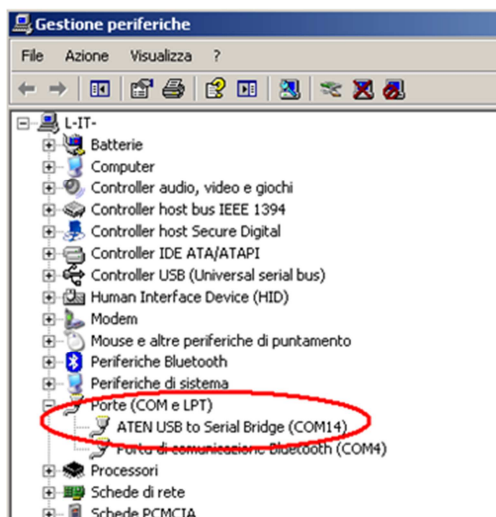 Gestione periferiche
File Azione Visualizza ?
L-IT-
Batterie
Computer
Controller audio, video e giochi
Controller host bus IEEE 1394
Controller host Secure Digital
Controller IDE ATA/ATAPI
Controller USB (Universal serial bus)
Human Interface Device (HID)
Modem
Mouse e altre periferiche di puntamento
Periferiche Bluetooth
Periferiche di sistema
Porte (COM e LPT)
ATEN USB to Serial Bridge (COM14)
Porta di comunicazione Bluetooth (COM4)
Processori
Schede di rete
Schede PCMCIA